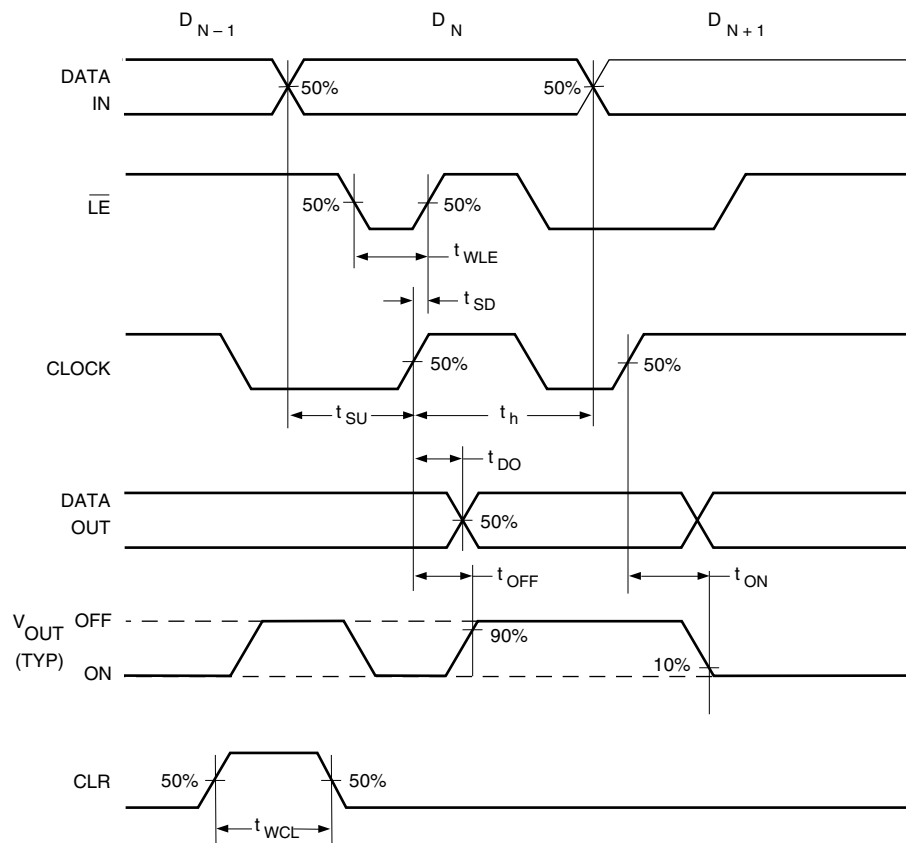 D N – 1 D N D N + 1
DATA IN
50% 50%
LE
50% 50%
t WLE
t SD
CLOCK
50% 50%
t SU t h
t DO
DATA OUT
50%
t OFF t ON
V OUT (TYP)
OFF
90%
10%
ON
CLR
50% 50%
t WCL